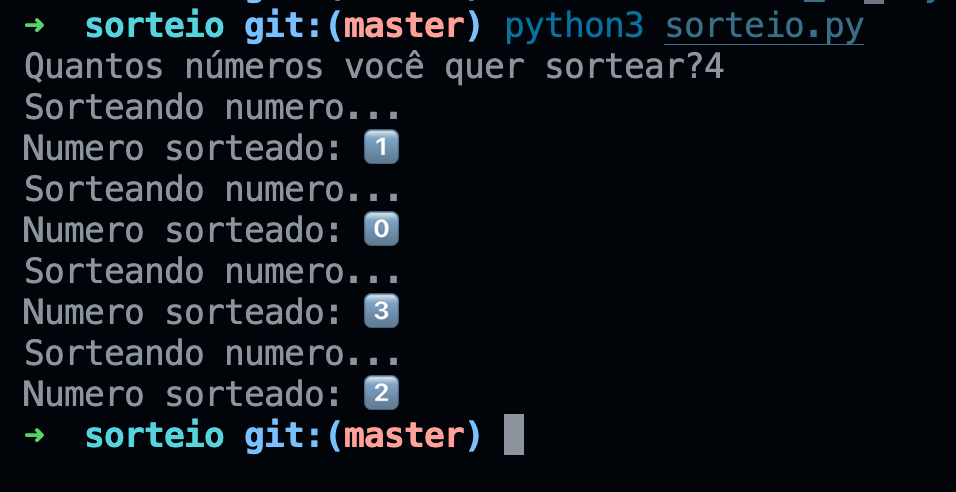 ➜  sorteio git:(master) python3 sorteio.py
Quantos números você quer sortear?4
Sorteando numero...
Numero sorteado: 1️⃣
Sorteando numero...
Numero sorteado: 0️⃣
Sorteando numero...
Numero sorteado: 3️⃣
Sorteando numero...
Numero sorteado: 2️⃣
➜  sorteio git:(master)